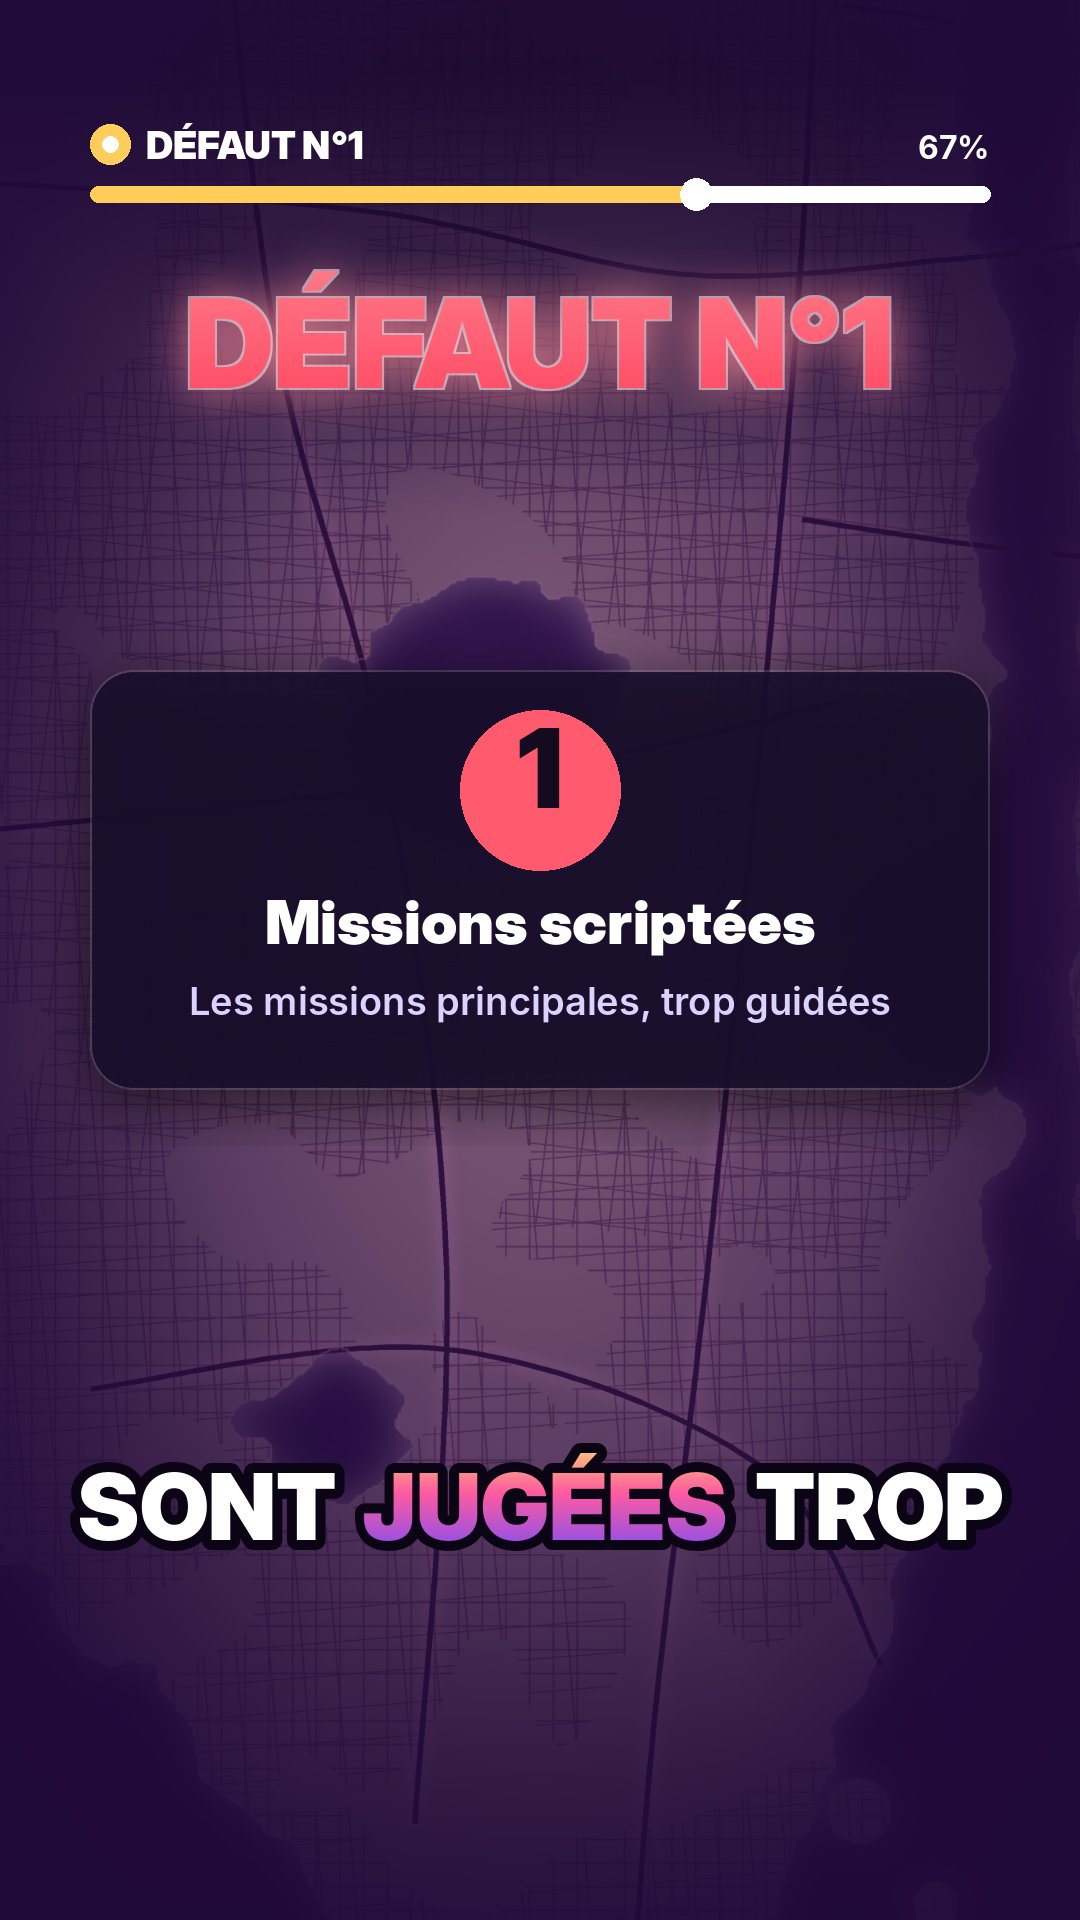 DÉFAUT N°1
67%
DÉFAUT N°1
1
Missions scriptées
Les missions principales, trop guidées
SONT JUGÉES TROP